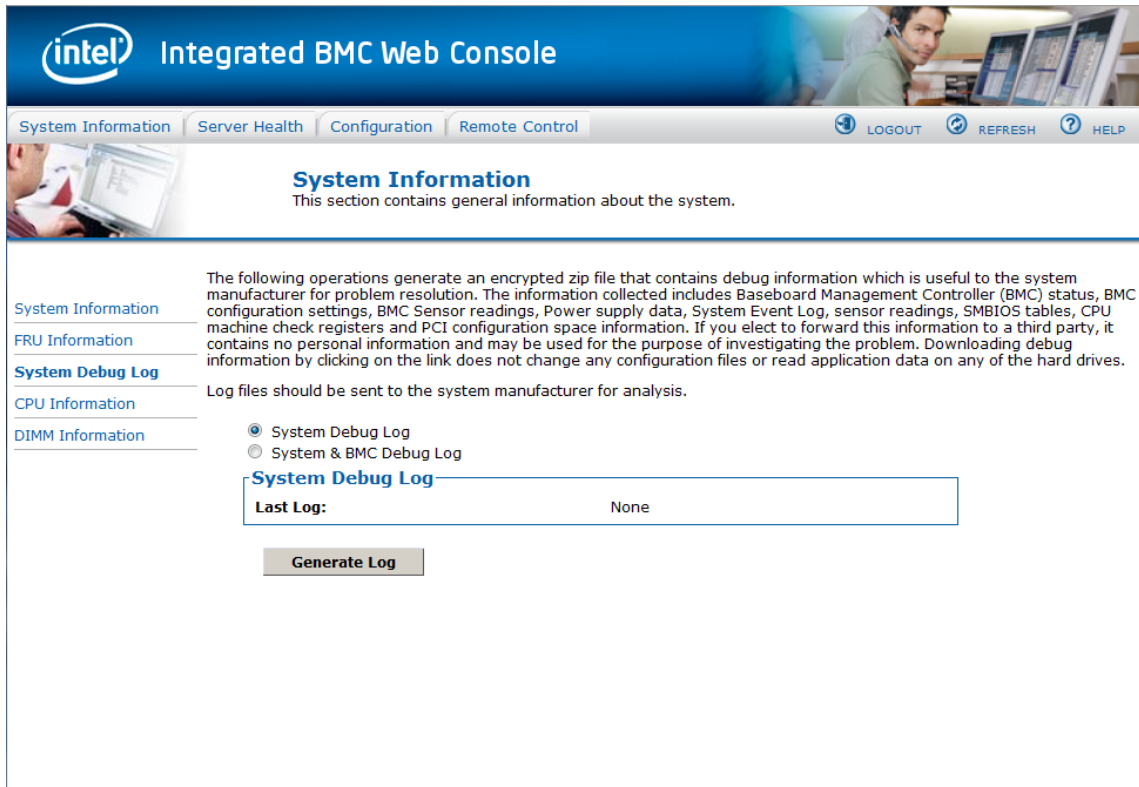 intel Integrated BMC Web Console
System Information Server Health Configuration Remote Control LOGOUT REFRESH HELP
System Information
This section contains general information about the system.
System Information
FRU Information
System Debug Log
CPU Information
DIMM Information
The following operations generate an encrypted zip file that contains debug information which is useful to the system
manufacturer for problem resolution. The information collected includes Baseboard Management Controller (BMC) status, BMC
configuration settings, BMC Sensor readings, Power supply data, System Event Log, sensor readings, SMBIOS tables, CPU
machine check registers and PCI configuration space information. If you elect to forward this information to a third party, it
contains no personal information and may be used for the purpose of investigating the problem. Downloading debug
information by clicking on the link does not change any configuration files or read application data on any of the hard drives.
Log files should be sent to the system manufacturer for analysis.
System Debug Log
System & BMC Debug Log
System Debug Log
Last Log: None
Generate Log